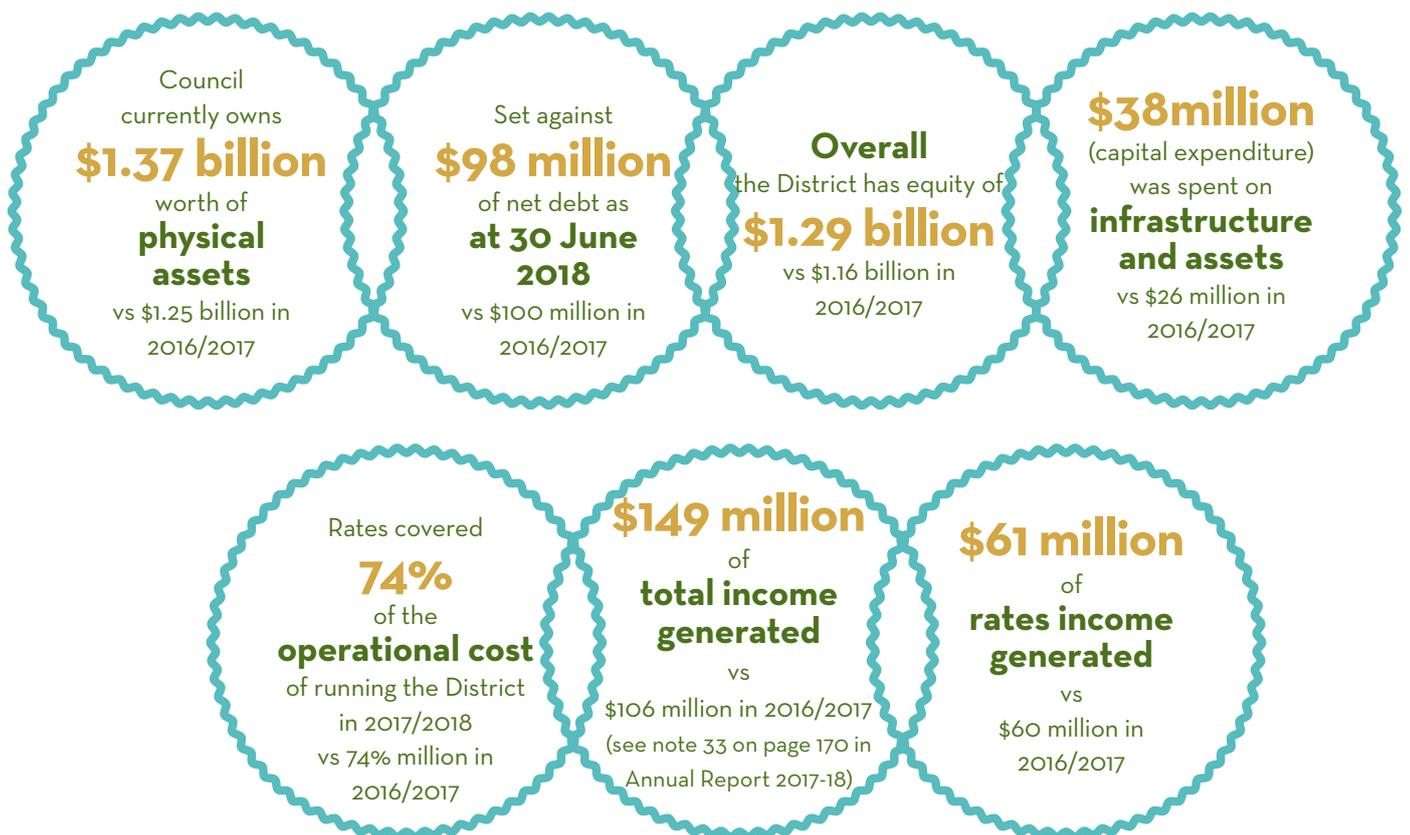 Council
currently owns
$1.37 billion
worth of
physical
assets
vs $1.25 billion in
2016/2017
Set against
$98 million
of net debt as
at 30 June
2018
vs $100 million in
2016/2017
Overall
the District has equity of
$1.29 billion
vs $1.16 billion in
2016/2017
$38million
(capital expenditure)
was spent on
infrastructure
and assets
vs $26 million in
2016/2017
Rates covered
74%
of the
operational cost
of running the District
in 2017/2018
vs 74% million in
2016/2017
$149 million
of
total income
generated
vs
$106 million in 2016/2017
(see note 33 on page 170 in
Annual Report 2017-18)
$61 million
of
rates income
generated
vs
$60 million in
2016/2017